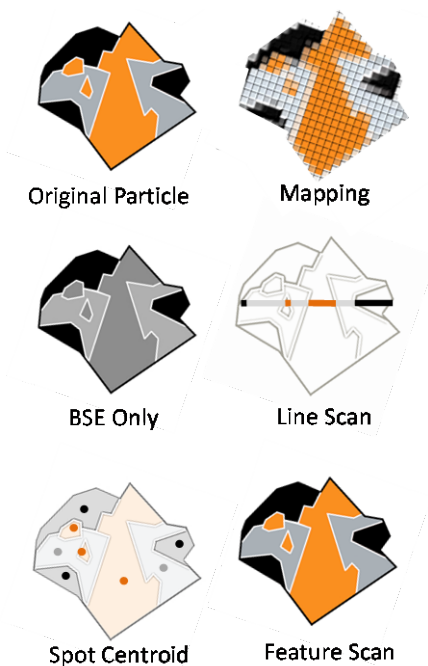 Original Particle
Mapping
BSE Only
Line Scan
Spot Centroid
Feature Scan